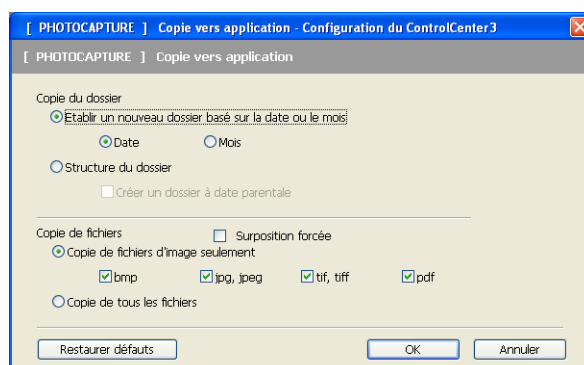 [ PHOTOCAPTURE ] Copie vers application - Configuration du ControlCenter3
[ PHOTOCAPTURE ] Copie vers application
Copie du dossier
Etablir un nouveau dossier basé sur la date ou le mois
Date Mois
Structure du dossier
Créer un dossier à date parentale
Copie de fichiers Surposition forcée
Copie de fichiers d'image seulement
bmp jpg, jpeg tif, tiff pdf
Copie de tous les fichiers
Restaurer défauts OK Annuler